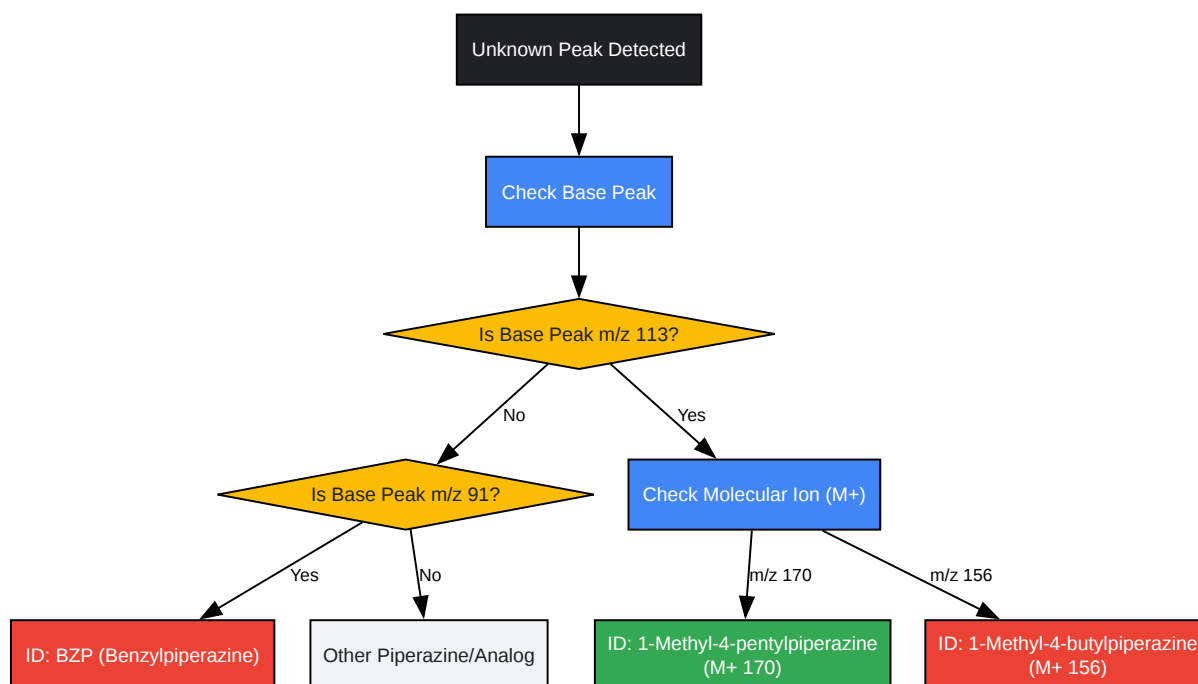 Unknown Peak Detected
Check Base Peak
Is Base Peak m/z 113?
No
Yes
Is Base Peak m/z 91?
Check Molecular Ion (M+)
Yes
No
m/z 170
m/z 156
ID: BZP (Benzylpiperazine)
Other Piperazine/Analog
ID: 1-Methyl-4-pentylpiperazine
(M+ 170)
ID: 1-Methyl-4-butylpiperazine
(M+ 156)